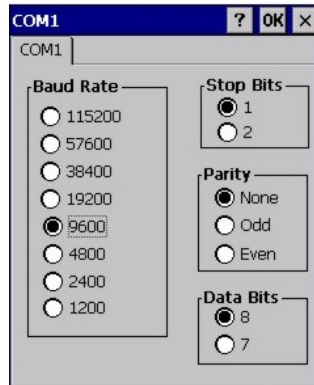 COM1
? OK ×
COM1
Baud Rate
115200
57600
38400
19200
9600
4800
2400
1200
Stop Bits
1
2
Parity
None
Odd
Even
Data Bits
8
7